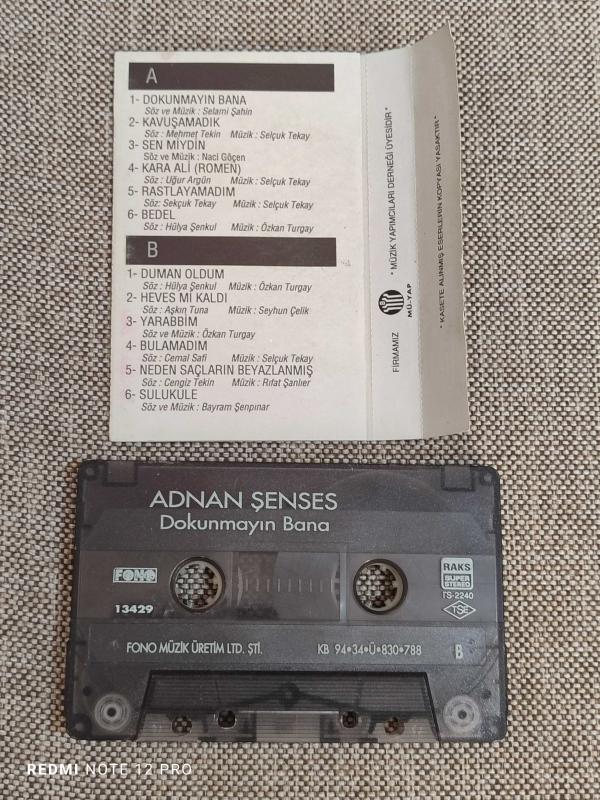 A
1- DOKUNMAYIN BANA
Söz ve Müzik : Selami Şahin
2- KAVUŞAMADIK
Söz : Mehmet Tekin Müzik : Selçuk Tekay
3- SEN MİYDİN
Söz ve Müzik : Naci Göçen
4- KARA ALİ (ROMEN)
Söz : Uğur Argün Müzik : Selçuk Tekay
5- RASTLAYAMADIM
Söz: Sekçuk Tekay Müzik : Selçuk Tekay
6- BEDEL
Söz : Hülya Şenkul Müzik : Özkan Turgay
B
1- DUMAN OLDUM
Söz : Hülya Şenkul Müzik : Özkan Turgay
2- HEVES Mİ KALDI
Söz : Aşkın Tuna Müzik : Seyhun Çelik
3- YARABBİM
Söz ve Müzik : Özkan Turgay
4- BULAMADIM
Söz : Cemal Safi Müzik : Selçuk Tekay
5- NEDEN SAÇLARIN BEYAZLANMIŞ
Söz : Cengiz Tekin Müzik : Rıfat Şanlıer
6- SULUKULE
Söz ve Müzik : Bayram Şenpınar
FİRMAMIZ
MÜ-YAP
* MÜZİK YAPIMCILARI DERNEĞİ ÜYESİDİR *
* KASETE ALINMIŞ ESERLERİN KOPYASI YASAKTIR *
ADNAN ŞENSES
Dokunmayın Bana
FONO
13429
RAKS
SUPER
STEREO
TS-2240
TSE
FONO MÜZİK ÜRETİM LTD. ŞTİ.
KB 94•34•Ü•830•788
B
REDMI NOTE 12 PRO